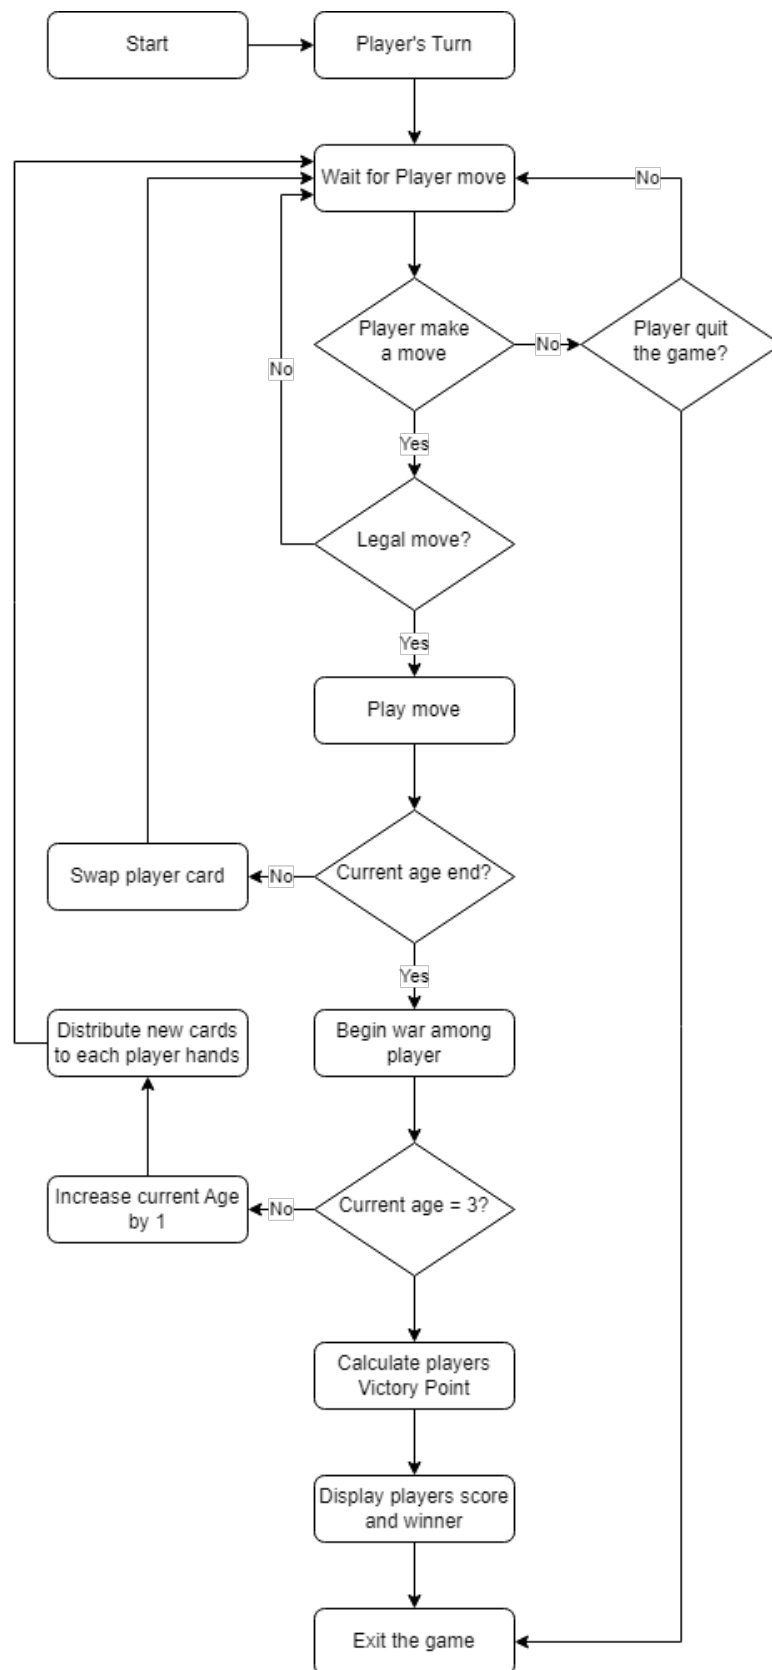 Start
Player's Turn
Wait for Player move
No
Player make
a move
No
Player quit
the game?
No
Yes
Legal move?
Yes
Play move
Swap player card
No
Current age end?
Yes
Distribute new cards
to each player hands
Begin war among
player
Increase current Age
by 1
No
Current age = 3?
Calculate players
Victory Point
Display players score
and winner
Exit the game